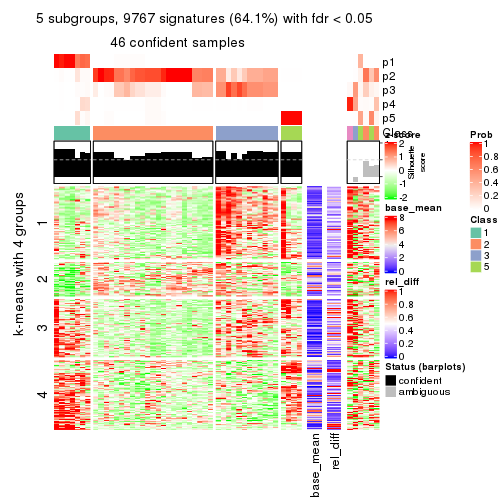 5 subgroups, 9767 signatures (64.1%) with fdr < 0.05
46 confident samples
p1
p2
p3
p4
p5
Class
z-score
2
1
0
-1
-2
Silhouette
score
Prob
1
0.8
0.6
0.4
0.2
0
k-means with 4 groups
1
2
3
4
base_mean
8
6
4
2
0
Class
1
2
3
5
rel_diff
1
0.8
0.6
0.4
0.2
0
Status (barplots)
confident
ambiguous
base_mean
rel_diff